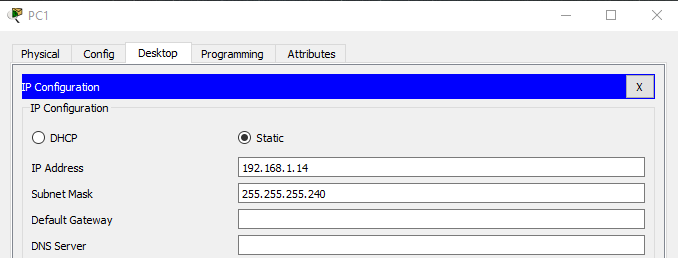 PC1
Physical Config Desktop Programming Attributes
IP Configuration
X
IP Configuration
DHCP Static
IP Address 192.168.1.14
Subnet Mask 255.255.255.240
Default Gateway
DNS Server